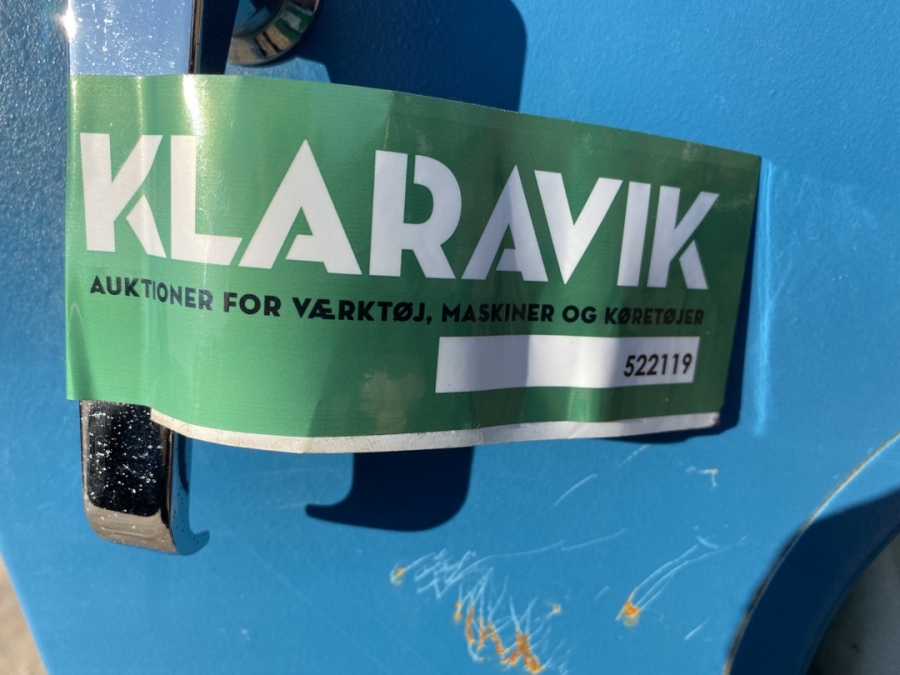 KLARAVIK
AUKTIONER FOR VÆRKTØJ, MASKINER OG KØRETØJER
522119